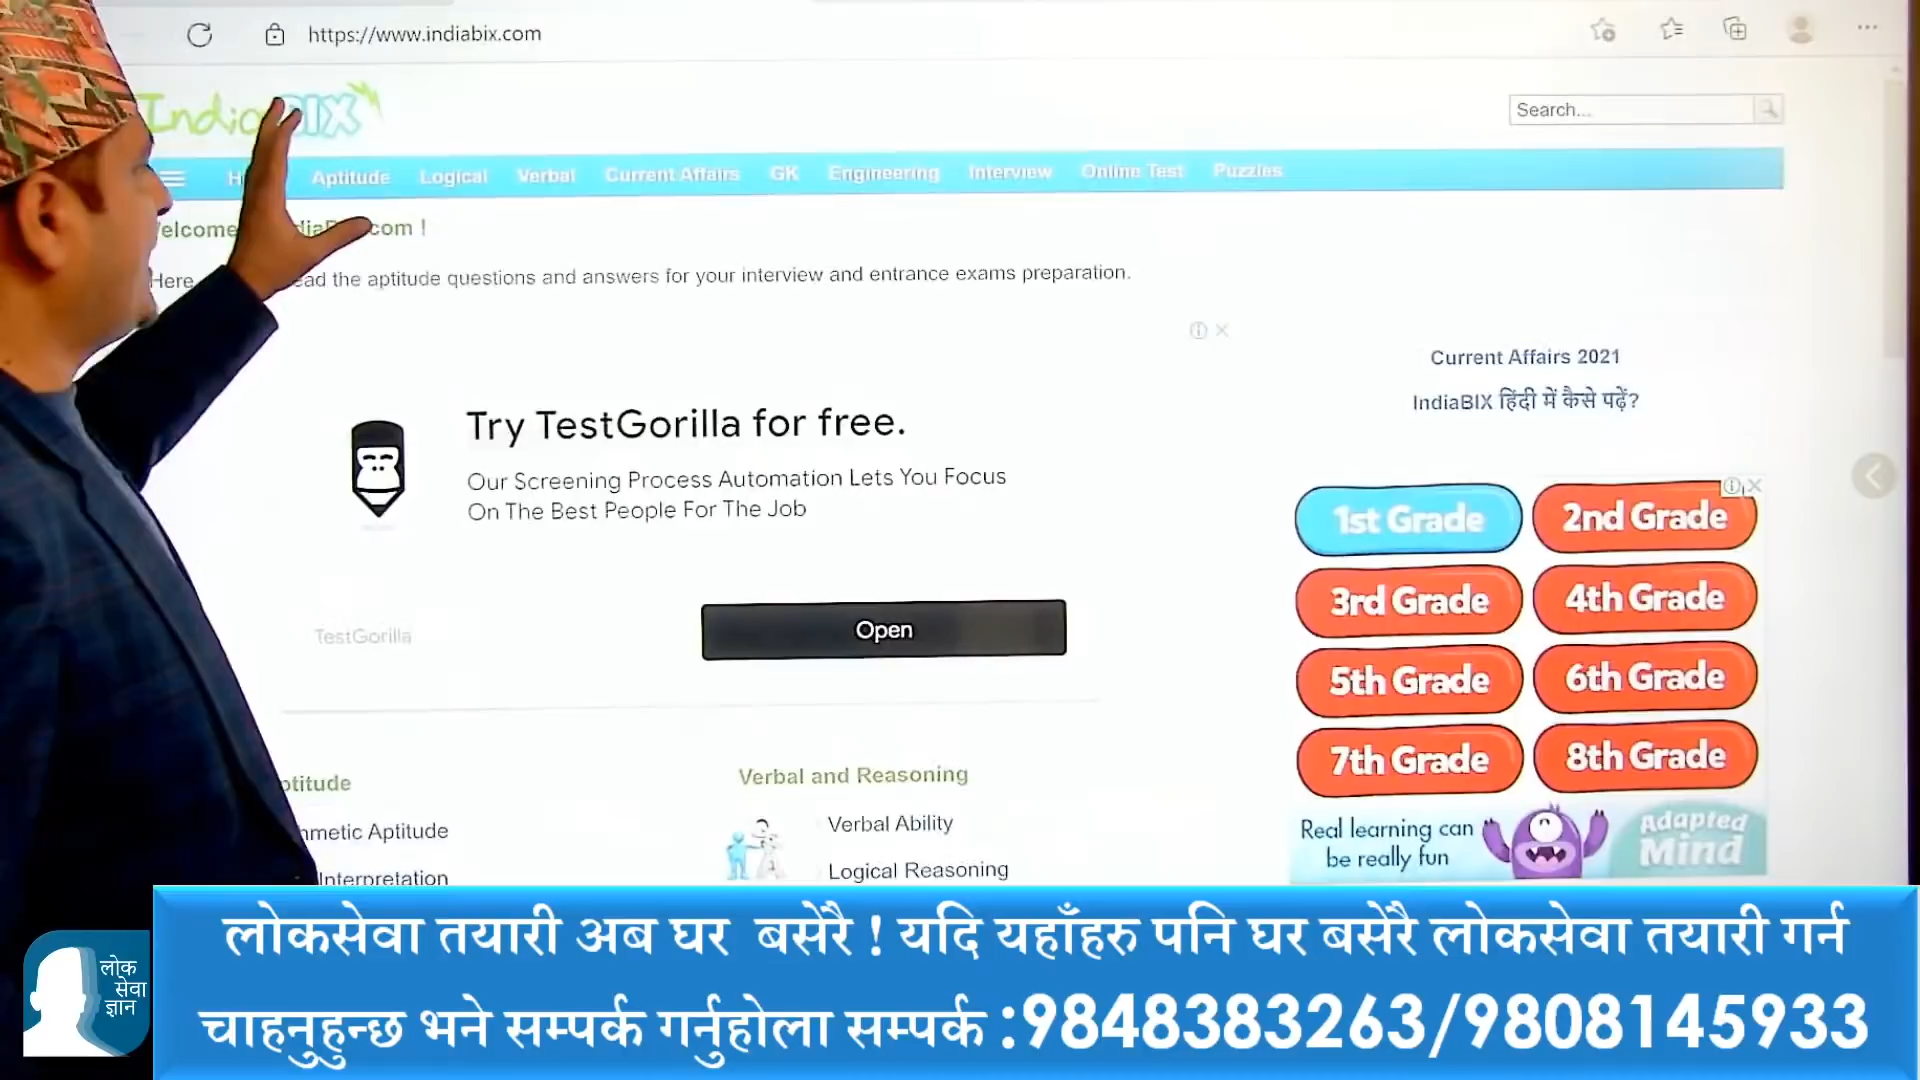 https://www.indiabix.com
IndiaBIX
Search...
Aptitude Logical Verbal Current Affairs GK Engineering Interview Online Test Puzzles
com !
the aptitude questions and answers for your interview and entrance exams preparation.
Current Affairs 2021
IndiaBIX हिंदी में कैसे पढ़ें?
Try TestGorilla for free.
Our Screening Process Automation Lets You Focus
On The Best People For The Job
TestGorilla
Open
1st Grade 2nd Grade
3rd Grade 4th Grade
5th Grade 6th Grade
7th Grade 8th Grade
Real learning can
be really fun
Adapted
Mind
Verbal and Reasoning
Aptitude
Verbal Ability
Interpretation
Logical Reasoning
लोकसेवा तयारी अब घर बसेरै ! यदि यहाँहरु पनि घर बसेरै लोकसेवा तयारी गर्न
चाहनुहुन्छ भने सम्पर्क गर्नुहोला सम्पर्क :9848383263/9808145933
लोक
सेवा
ज्ञान